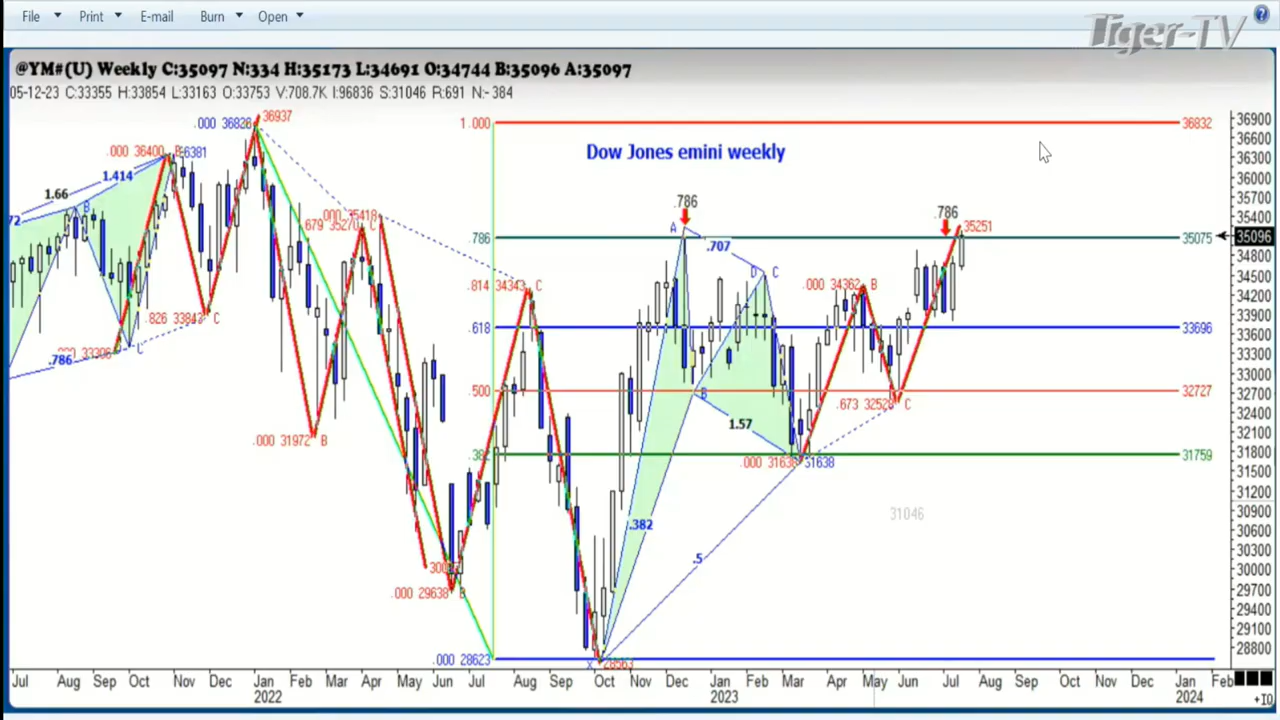 File Print E-mail Burn Open ?
Tiger-TV
@YM#(U) Weekly C:35097 N:334 H:35173 L:34691 O:34744 B:35096 A:35097
05-12-23 C:33355 H:33854 L:33163 O:33753 V:708.7K I:96836 S:31046 R:691 N:-384
36937
1.000
36832
36900
36600
36300
36000
35700
35400
35096
34800
34500
34200
33900
33600
33300
33000
32700
32400
32100
31800
31500
31200
30900
30600
30300
30000
29700
29400
29100
28800
Dow Jones emini weekly
.000 36400 B
1.414
1.66
B
.72
.826 33843 C
.786
C
.000 35418
.679 35270 C
.000 31972 B
.814 34343 C
.000 29638 B
.786
.786
A
.707
D C
.786
35251
35075
.618
33696
.500
32727
.382
31759
.000 34362 B
.673 32528 C
B
1.57
.000 31638
31638
31046
.382
.5
.000 28623
X 28563
Jul Aug Sep Oct Nov Dec Jan Feb Mar Apr May Jun Jul Aug Sep Oct Nov Dec Jan Feb Mar Apr May Jun Jul Aug Sep Oct Nov Dec Jan Feb
2022 2023 2024
+10